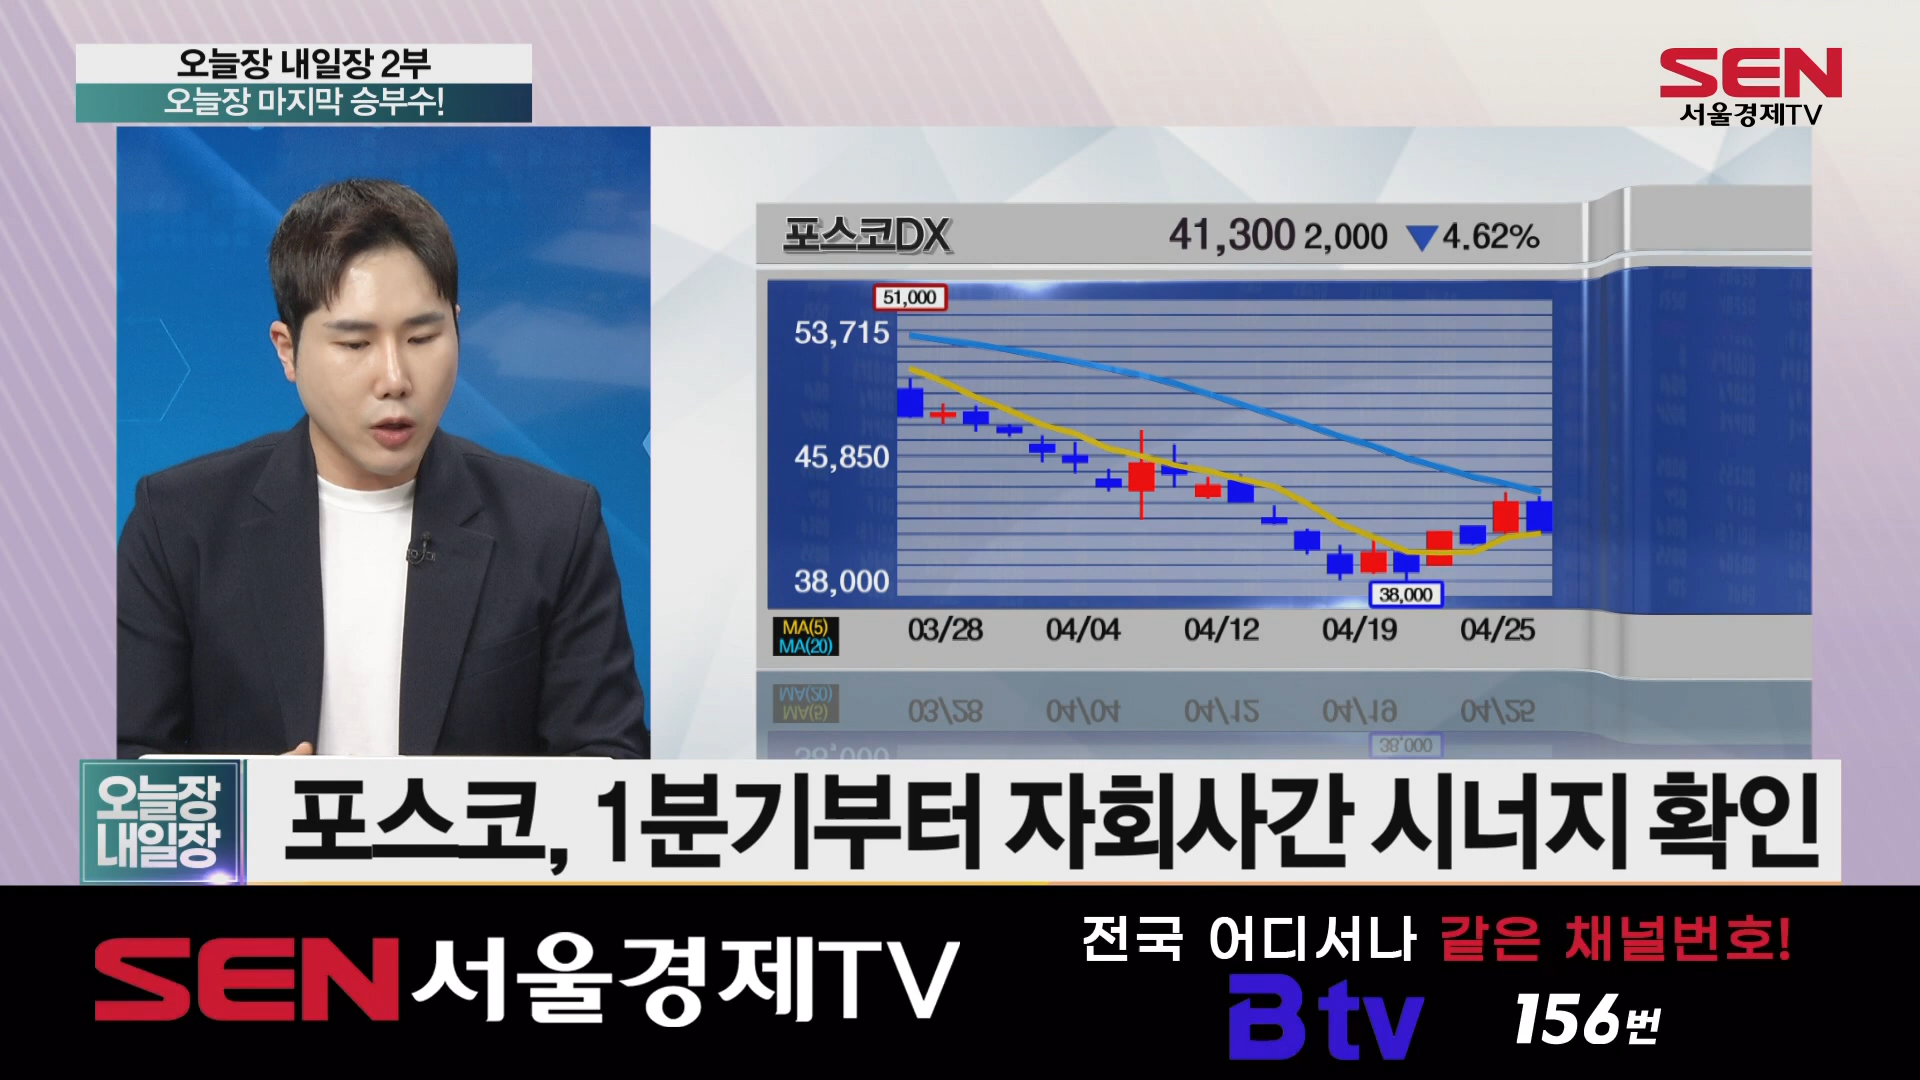 오늘장 내일장 2부
오늘장 마지막 승부수!
SEN
서울경제TV
포스코DX 41,300 2,000 ▼4.62%
51,000
53,715
45,850
38,000
38,000
MA(5)
MA(20)
03/28 04/04 04/12 04/19 04/25
오늘장
내일장
포스코, 1분기부터 자회사간 시너지 확인
SEN서울경제TV
전국 어디서나 같은 채널번호!
B tv 156번